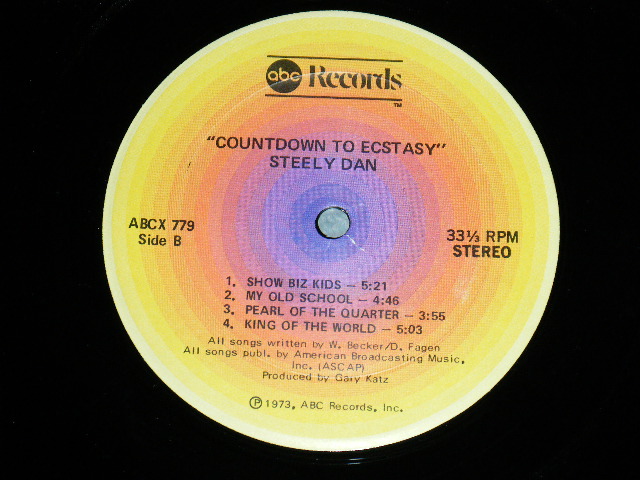 abc Records
TM
"COUNTDOWN TO ECSTASY"
STEELY DAN
ABCX 779
Side B
33⅓ RPM
STEREO
1. SHOW BIZ KIDS – 5:21
2. MY OLD SCHOOL – 4:46
3. PEARL OF THE QUARTER – 3:55
4. KING OF THE WORLD – 5:03
All songs written by W. Becker/D. Fagen
All songs publ. by American Broadcasting Music,
Inc. (ASCAP)
Produced by Gary Katz
Ⓟ1973, ABC Records, Inc.